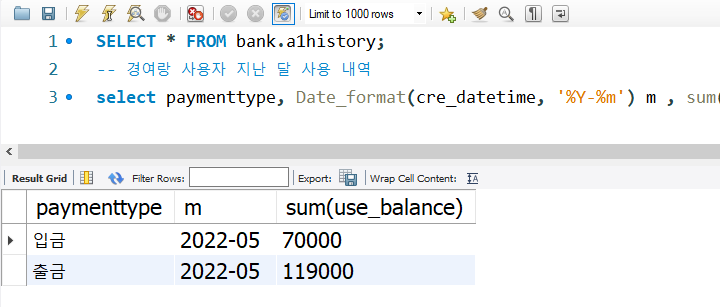 Limit to 1000 rows
1 SELECT * FROM bank.a1history;
2 -- 경여랑 사용자 지난 달 사용 내역
3 select paymenttype, Date_format(cre_datetime, '%Y-%m') m , sum(
Result Grid Filter Rows: Export: Wrap Cell Content:
paymenttype m sum(use_balance)
입금 2022-05 70000
출금 2022-05 119000